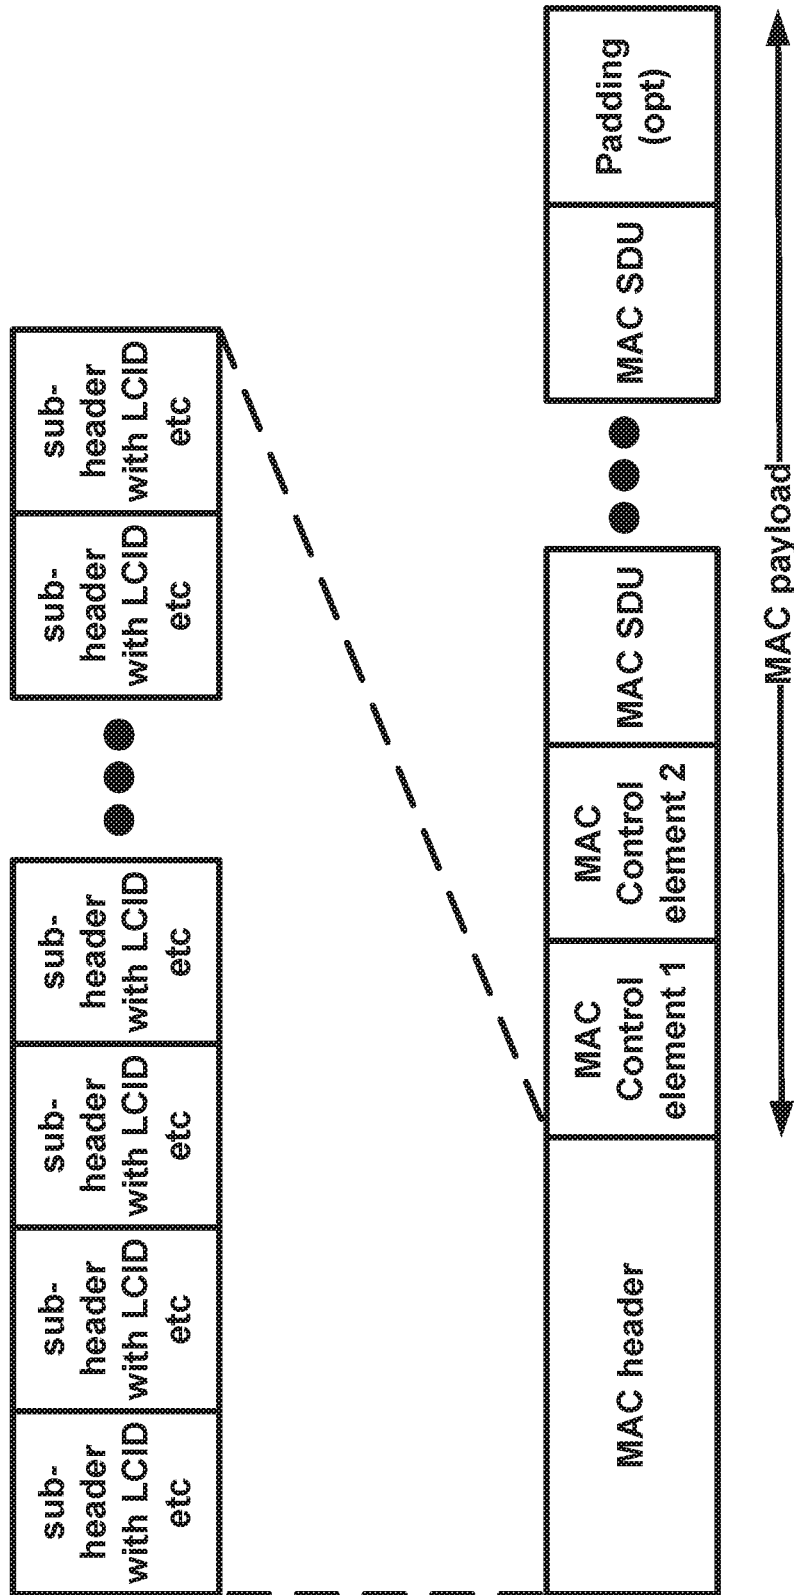 sub-
header
with LCID
etc
sub-
header
with LCID
etc
sub-
header
with LCID
etc
sub-
header
with LCID
etc
sub-
header
with LCID
etc
sub-
header
with LCID
etc
MAC header
MAC
Control
element 1
MAC
Control
element 2
MAC SDU
MAC SDU
Padding
(opt)
MAC payload